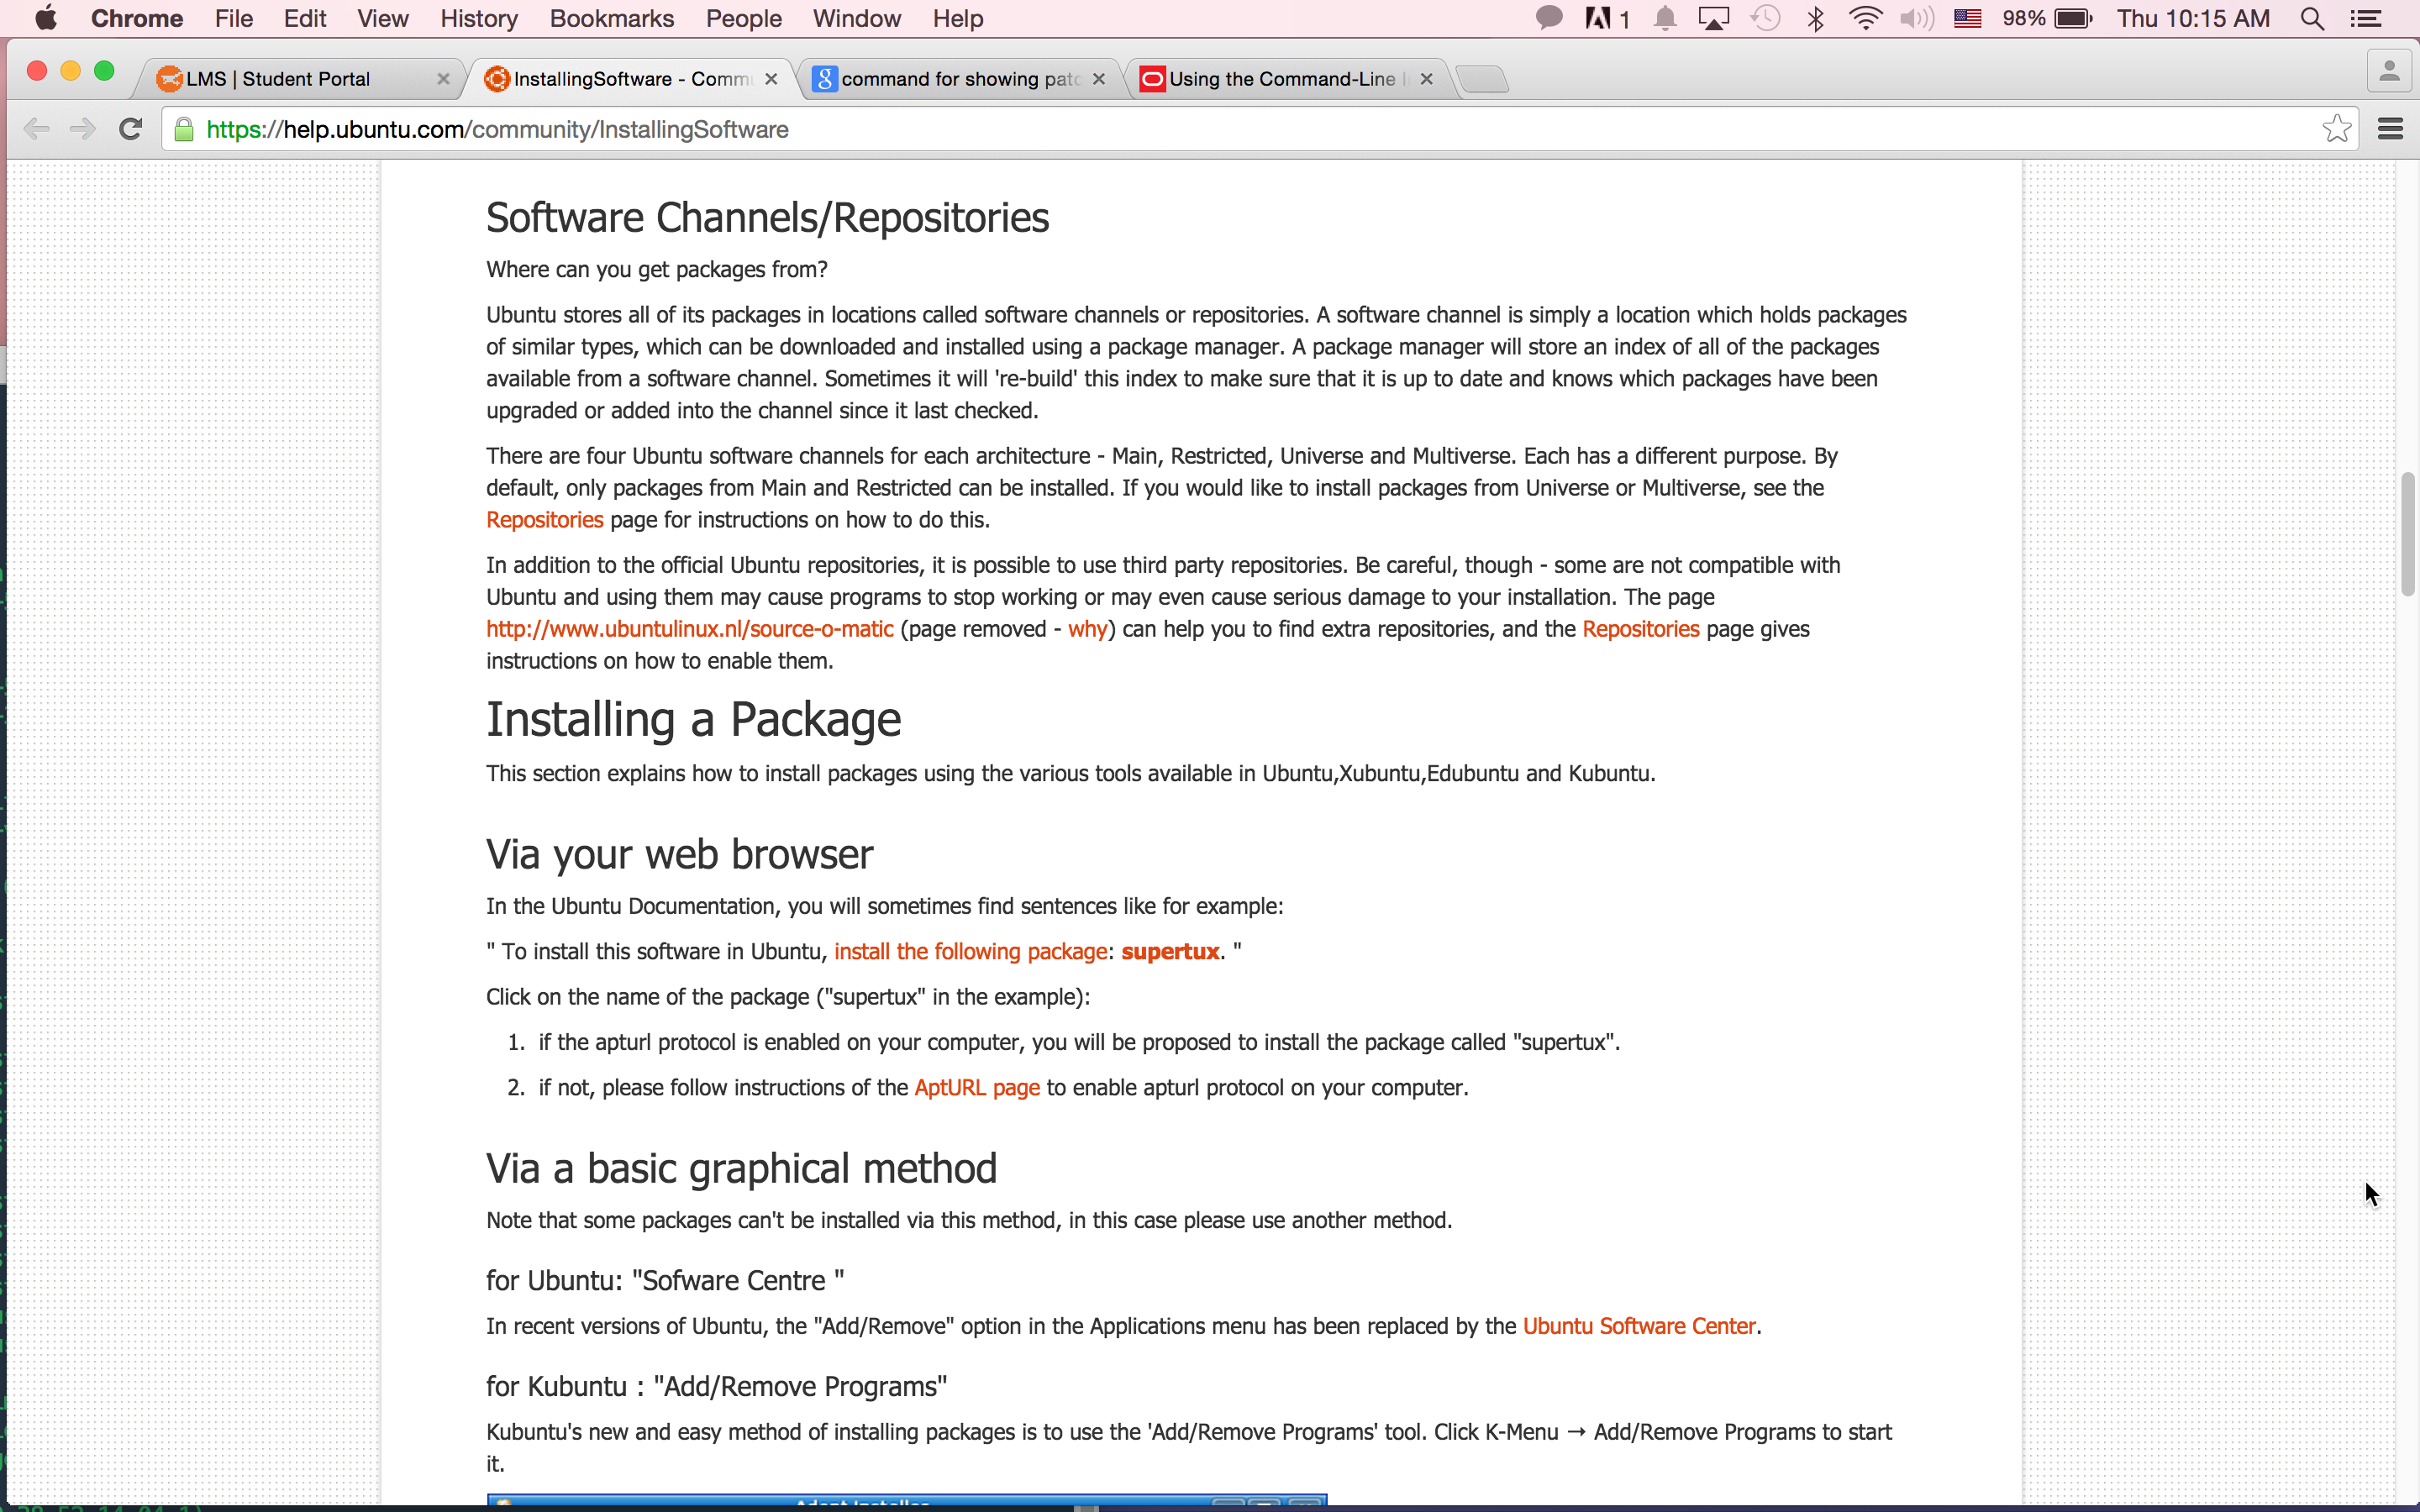 Chrome File Edit View History Bookmarks People Window Help 1 98% Thu 10:15 AM
LMS | Student Portal InstallingSoftware - Comm command for showing pat Using the Command-Line
https://help.ubuntu.com/community/InstallingSoftware
Software Channels/Repositories
Where can you get packages from?
Ubuntu stores all of its packages in locations called software channels or repositories. A software channel is simply a location which holds packages
of similar types, which can be downloaded and installed using a package manager. A package manager will store an index of all of the packages
available from a software channel. Sometimes it will 're-build' this index to make sure that it is up to date and knows which packages have been
upgraded or added into the channel since it last checked.
There are four Ubuntu software channels for each architecture - Main, Restricted, Universe and Multiverse. Each has a different purpose. By
default, only packages from Main and Restricted can be installed. If you would like to install packages from Universe or Multiverse, see the
Repositories page for instructions on how to do this.
In addition to the official Ubuntu repositories, it is possible to use third party repositories. Be careful, though - some are not compatible with
Ubuntu and using them may cause programs to stop working or may even cause serious damage to your installation. The page
http://www.ubuntulinux.nl/source-o-matic (page removed - why) can help you to find extra repositories, and the Repositories page gives
instructions on how to enable them.
Installing a Package
This section explains how to install packages using the various tools available in Ubuntu,Xubuntu,Edubuntu and Kubuntu.
Via your web browser
In the Ubuntu Documentation, you will sometimes find sentences like for example:
" To install this software in Ubuntu, install the following package: supertux. "
Click on the name of the package ("supertux" in the example):
1. if the apturl protocol is enabled on your computer, you will be proposed to install the package called "supertux".
2. if not, please follow instructions of the AptURL page to enable apturl protocol on your computer.
Via a basic graphical method
Note that some packages can't be installed via this method, in this case please use another method.
for Ubuntu: "Sofware Centre "
In recent versions of Ubuntu, the "Add/Remove" option in the Applications menu has been replaced by the Ubuntu Software Center.
for Kubuntu : "Add/Remove Programs"
Kubuntu's new and easy method of installing packages is to use the 'Add/Remove Programs' tool. Click K-Menu → Add/Remove Programs to start
it.